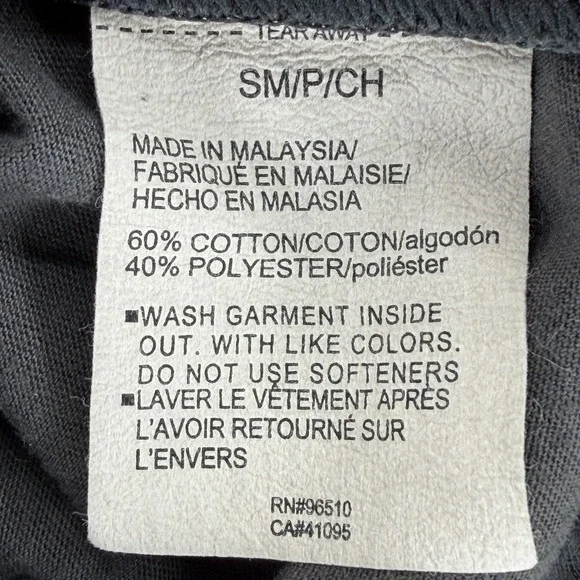 TEAR AWAY
SM/P/CH
MADE IN MALAYSIA/
FABRIQUÉ EN MALAISIE/
HECHO EN MALASIA
60% COTTON/COTON/algodón
40% POLYESTER/poliéster
▪WASH GARMENT INSIDE
OUT. WITH LIKE COLORS.
DO NOT USE SOFTENERS
▪LAVER LE VÊTEMENT APRÈS
L'AVOIR RETOURNÉ SUR
L'ENVERS
RN#96510
CA#41095